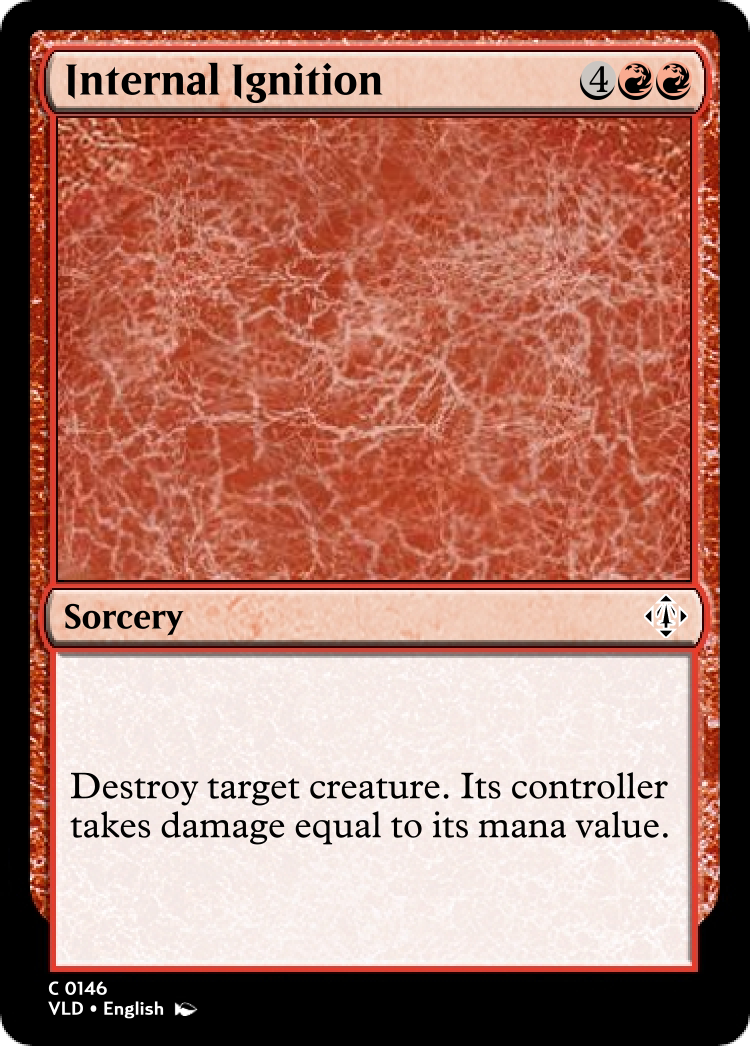 Internal Ignition 4
Sorcery
Destroy target creature. Its controller
takes damage equal to its mana value.
C 0146
VLD • English